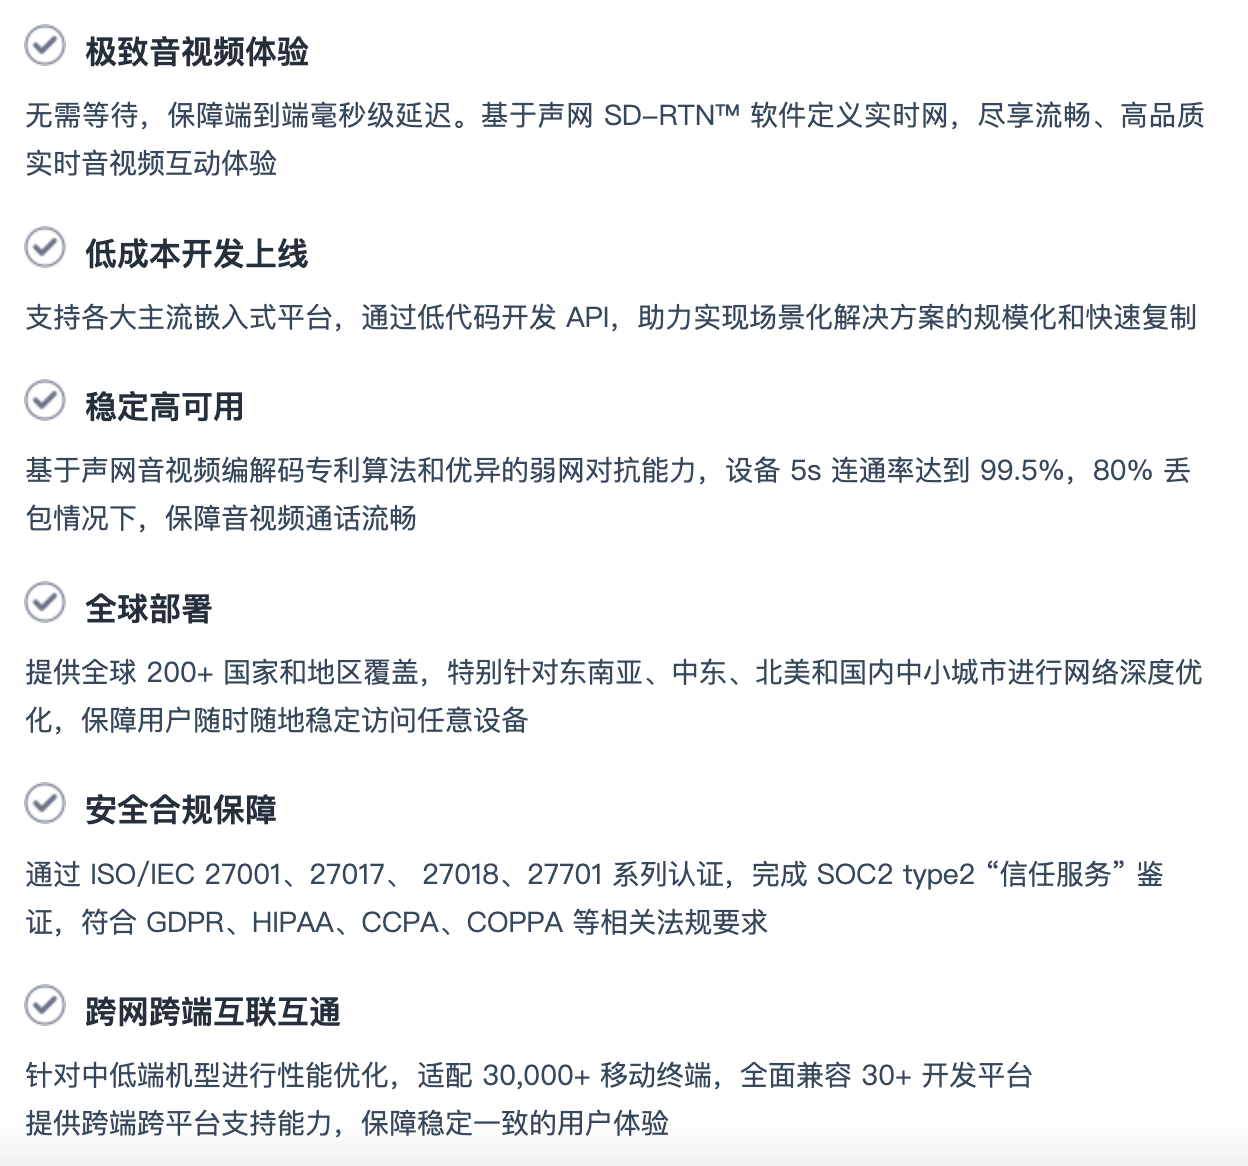 极致音视频体验
无需等待，保障端到端毫秒级延迟。基于声网 SD-RTN™ 软件定义实时网，尽享流畅、高品质
实时音视频互动体验
低成本开发上线
支持各大主流嵌入式平台，通过低代码开发 API，助力实现场景化解决方案的规模化和快速复制
稳定高可用
基于声网音视频编解码专利算法和优异的弱网对抗能力，设备 5s 连通率达到 99.5%，80% 丢
包情况下，保障音视频通话流畅
全球部署
提供全球 200+ 国家和地区覆盖，特别针对东南亚、中东、北美和国内中小城市进行网络深度优
化，保障用户随时随地稳定访问任意设备
安全合规保障
通过 ISO/IEC 27001、27017、 27018、27701 系列认证，完成 SOC2 type2 “信任服务” 鉴
证，符合 GDPR、HIPAA、CCPA、COPPA 等相关法规要求
跨网跨端互联互通
针对中低端机型进行性能优化，适配 30,000+ 移动终端，全面兼容 30+ 开发平台
提供跨端跨平台支持能力，保障稳定一致的用户体验